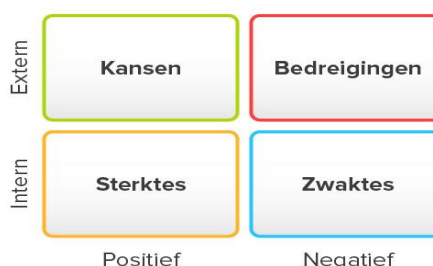 Extern
Kansen
Bedreigingen
Intern
Sterktes
Zwaktes
Positief
Negatief